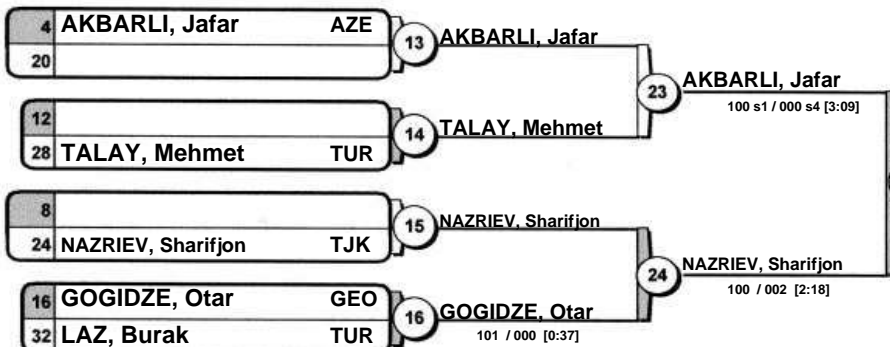 4 AKBARLI, Jafar AZE
20
13 AKBARLI, Jafar
12
28 TALAY, Mehmet TUR
14 TALAY, Mehmet
23 AKBARLI, Jafar
100 s1 / 000 s4 [3:09]
8
24 NAZRIEV, Sharifjon TJK
15 NAZRIEV, Sharifjon
16 GOGIDZE, Otar GEO
32 LAZ, Burak TUR
16 GOGIDZE, Otar
101 / 000 [0:37]
24 NAZRIEV, Sharifjon
100 / 002 [2:18]